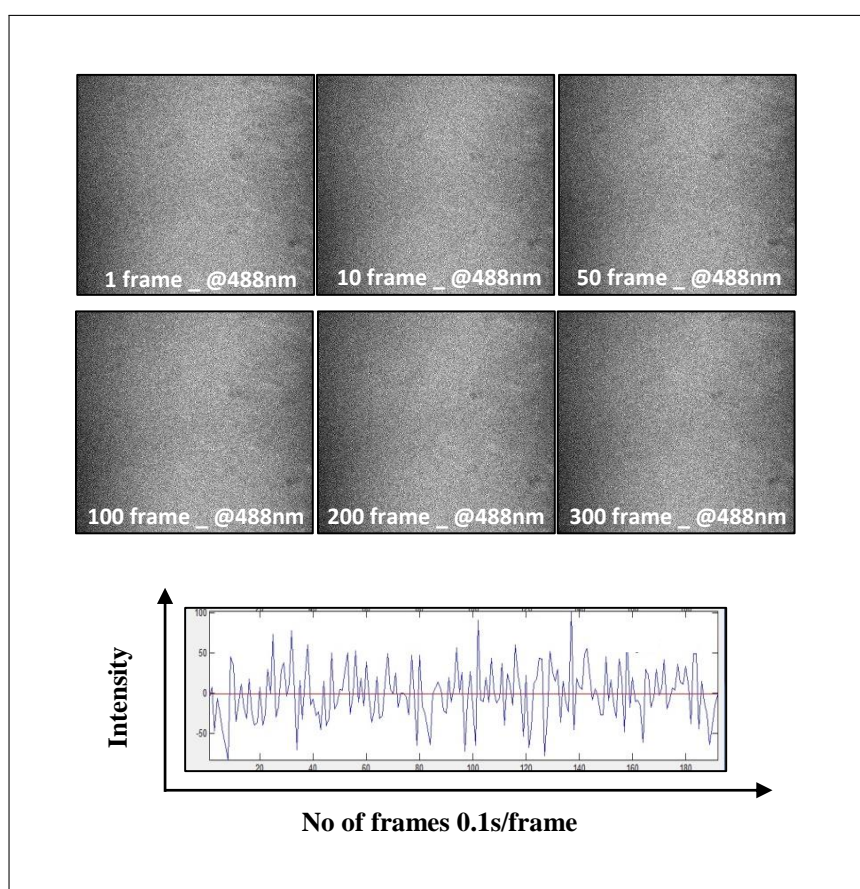 1 frame _ @488nm
10 frame _ @488nm
50 frame _ @488nm
100 frame _ @488nm
200 frame _ @488nm
300 frame _ @488nm
Intensity
100
50
0
-50
20 40 60 80 100 120 140 160 180
No of frames 0.1s/frame